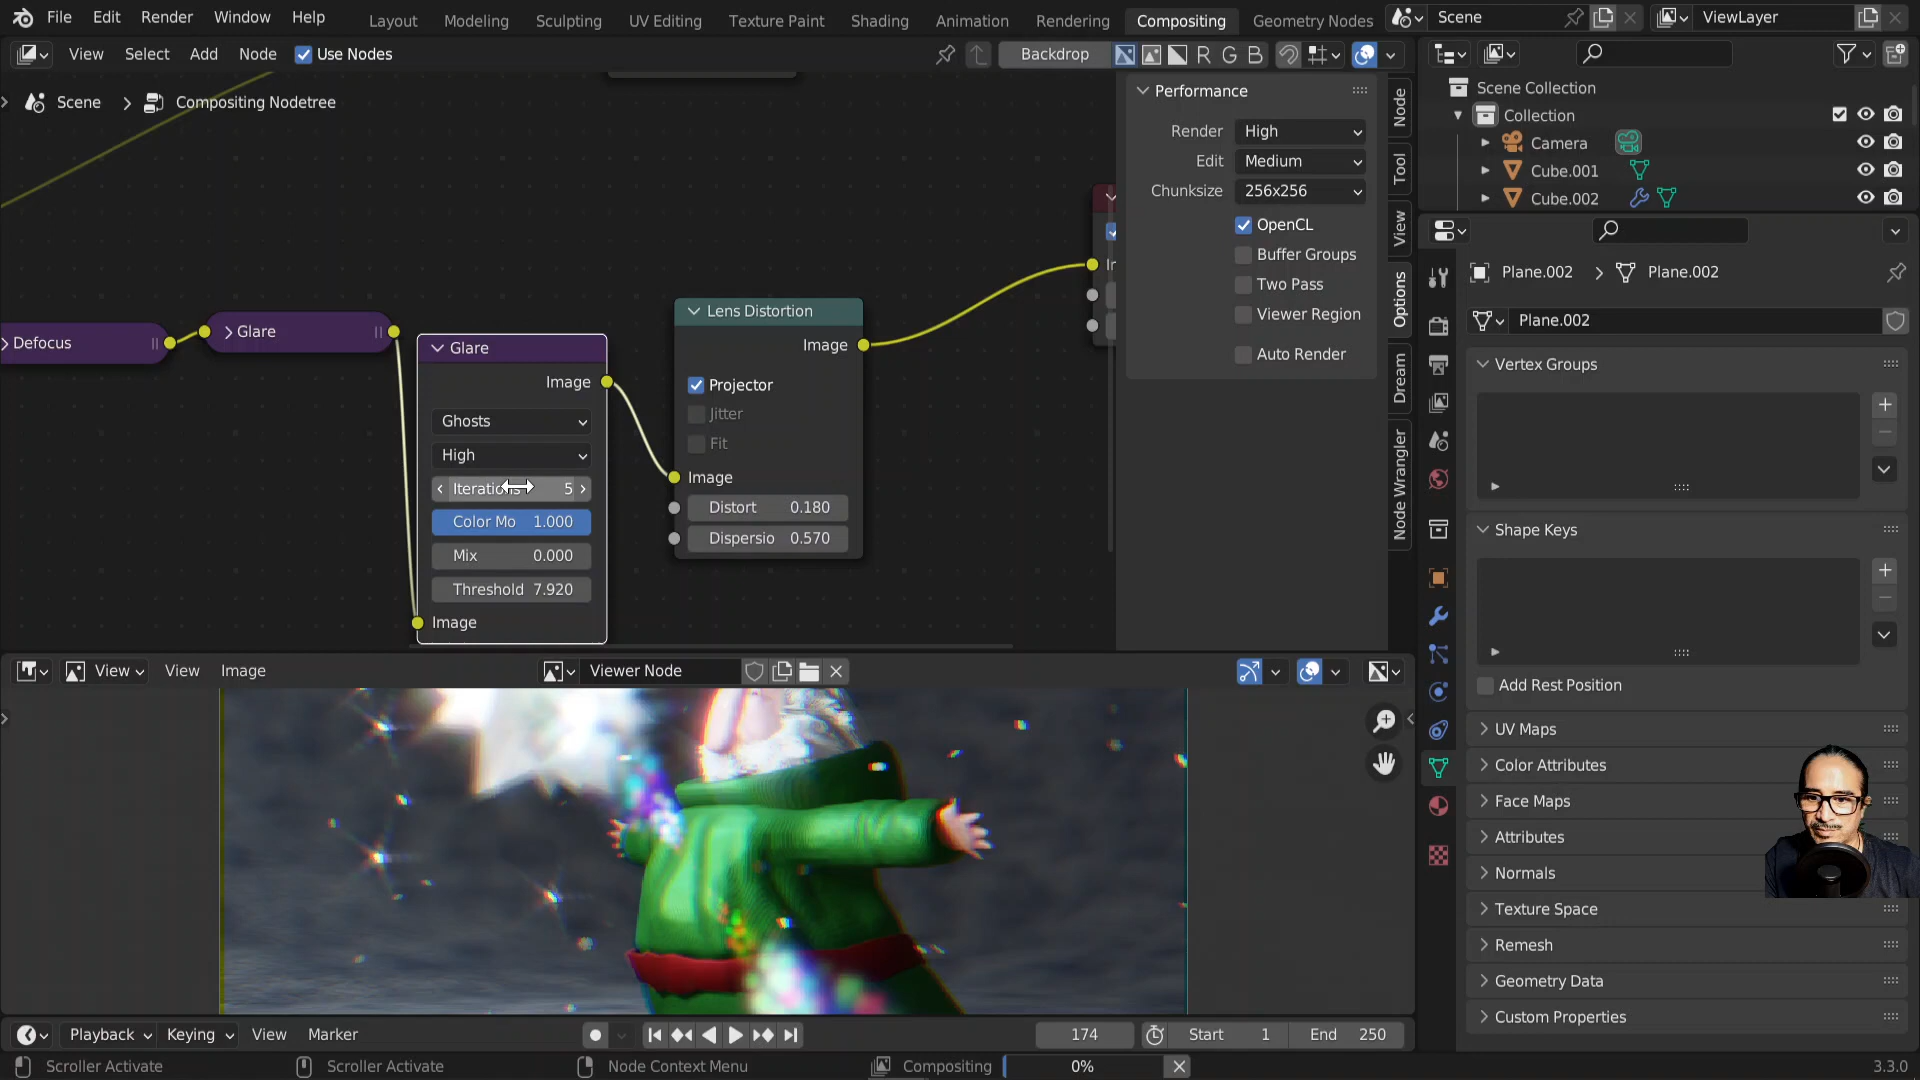 File Edit Render Window Help Layout Modeling Sculpting UV Editing Texture Paint Shading Animation Rendering Compositing Geometry Nodes Scene ViewLayer
View Select Add Node Use Nodes Backdrop R G B
Scene > Compositing Nodetree
Performance
Render High
Edit Medium
Chunksize 256x256
OpenCL
Buffer Groups
Two Pass
Viewer Region
Auto Render
Node
Tool
View
Options
Dream
Node Wrangler
Defocus
Glare
Glare
Image
Ghosts
High
5
Color Mo 1.000
Mix 0.000
Threshold 7.920
Image
Lens Distortion
Image
Projector
Jitter
Fit
Image
Distort 0.180
Dispersio 0.570
Scene Collection
Collection
Camera
Cube.001
Cube.002
Plane.002 > Plane.002
Plane.002
Vertex Groups
Shape Keys
Add Rest Position
UV Maps
Color Attributes
Face Maps
Attributes
Normals
Texture Space
Remesh
Geometry Data
Custom Properties
View View Image Viewer Node
Playback Keying View Marker 174 Start 1 End 250
Scroller Activate Scroller Activate Node Context Menu Compositing 0% 3.3.0